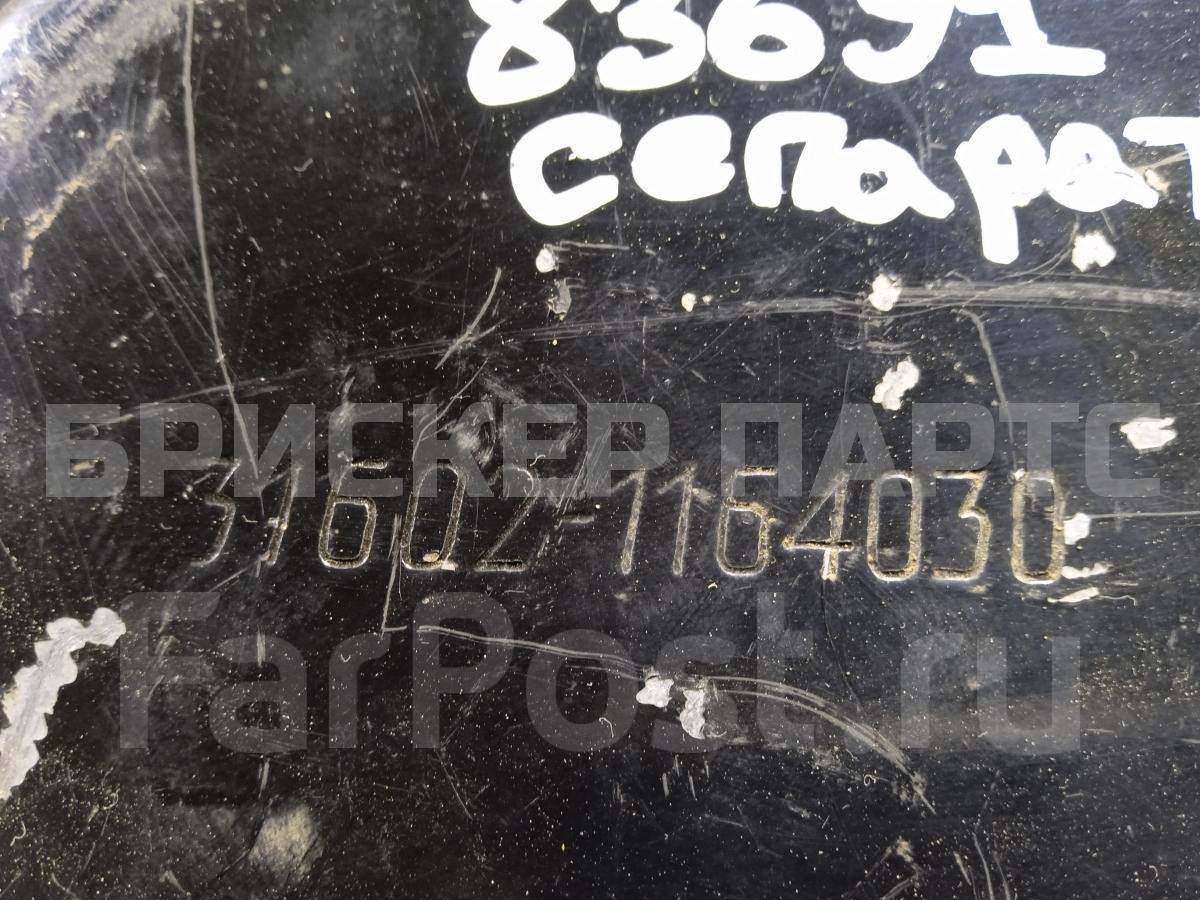 83691
Сепарат
БРИСКЕР ПАРТС
31602-1164030
FarPost.ru